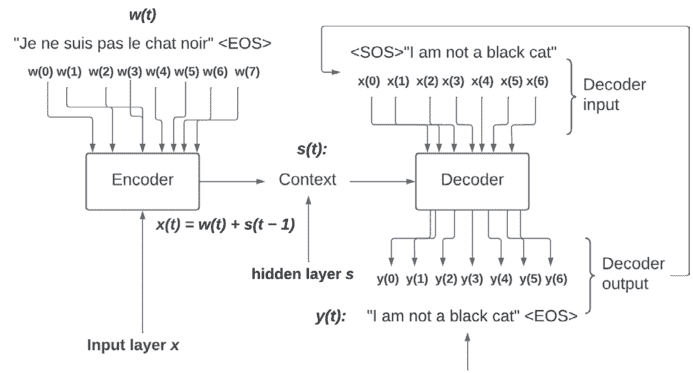 w(t)
"Je ne suis pas le chat noir" <EOS>
w(0) w(1) w(2) w(3) w(4) w(5) w(6) w(7)
<SOS>"I am not a black cat"
x(0) x(1) x(2) x(3) x(4) x(5) x(6)
Decoder
input
s(t):
Encoder
Context
Decoder
x(t) = w(t) + s(t − 1)
hidden layer s
y(0) y(1) y(2) y(3) y(4) y(5) y(6)
Decoder
output
y(t): "I am not a black cat" <EOS>
Input layer x